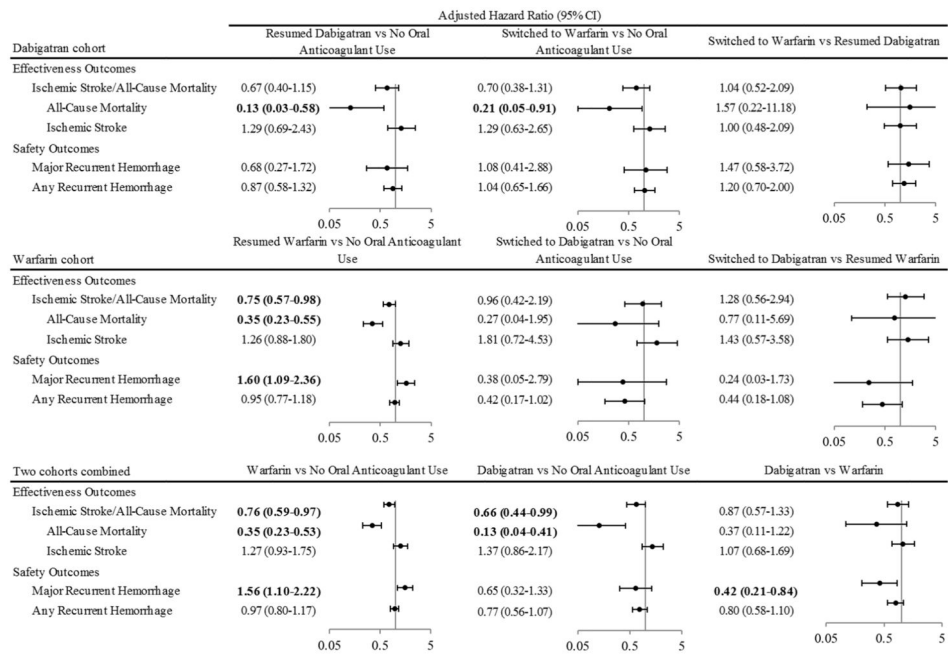 Adjusted Hazard Ratio (95% CI)
Dabigatran cohort
Resumed Dabigatran vs No Oral
Anticoagulant Use
Switched to Warfarin vs No Oral
Anticoagulant Use
Switched to Warfarin vs Resumed Dabigatran
Effectiveness Outcomes
Ischemic Stroke/All-Cause Mortality 0.67 (0.40-1.15) 0.70 (0.38-1.31) 1.04 (0.52-2.09)
All-Cause Mortality 0.13 (0.03-0.58) 0.21 (0.05-0.91) 1.57 (0.22-11.18)
Ischemic Stroke 1.29 (0.69-2.43) 1.29 (0.63-2.65) 1.00 (0.48-2.09)
Safety Outcomes
Major Recurrent Hemorrhage 0.68 (0.27-1.72) 1.08 (0.41-2.88) 1.47 (0.58-3.72)
Any Recurrent Hemorrhage 0.87 (0.58-1.32) 1.04 (0.65-1.66) 1.20 (0.70-2.00)
0.05 0.5 5 0.05 0.5 5 0.05 0.5 5
Warfarin cohort
Resumed Warfarin vs No Oral Anticoagulant
Use
Swtiched to Dabigatran vs No Oral
Anticoagulant Use
Switched to Dabigatran vs Resumed Warfarin
Effectiveness Outcomes
Ischemic Stroke/All-Cause Mortality 0.75 (0.57-0.98) 0.96 (0.42-2.19) 1.28 (0.56-2.94)
All-Cause Mortality 0.35 (0.23-0.55) 0.27 (0.04-1.95) 0.77 (0.11-5.69)
Ischemic Stroke 1.26 (0.88-1.80) 1.81 (0.72-4.53) 1.43 (0.57-3.58)
Safety Outcomes
Major Recurrent Hemorrhage 1.60 (1.09-2.36) 0.38 (0.05-2.79) 0.24 (0.03-1.73)
Any Recurrent Hemorrhage 0.95 (0.77-1.18) 0.42 (0.17-1.02) 0.44 (0.18-1.08)
0.05 0.5 5 0.05 0.5 5 0.05 0.5 5
Two cohorts combined Warfarin vs No Oral Anticoagulant Use Dabigatran vs No Oral Anticoagulant Use Dabigatran vs Warfarin
Effectiveness Outcomes
Ischemic Stroke/All-Cause Mortality 0.76 (0.59-0.97) 0.66 (0.44-0.99) 0.87 (0.57-1.33)
All-Cause Mortality 0.35 (0.23-0.53) 0.13 (0.04-0.41) 0.37 (0.11-1.22)
Ischemic Stroke 1.27 (0.93-1.75) 1.37 (0.86-2.17) 1.07 (0.68-1.69)
Safety Outcomes
Major Recurrent Hemorrhage 1.56 (1.10-2.22) 0.65 (0.32-1.33) 0.42 (0.21-0.84)
Any Recurrent Hemorrhage 0.97 (0.80-1.17) 0.77 (0.56-1.07) 0.80 (0.58-1.10)
0.05 0.5 5 0.05 0.5 5 0.05 0.5 5